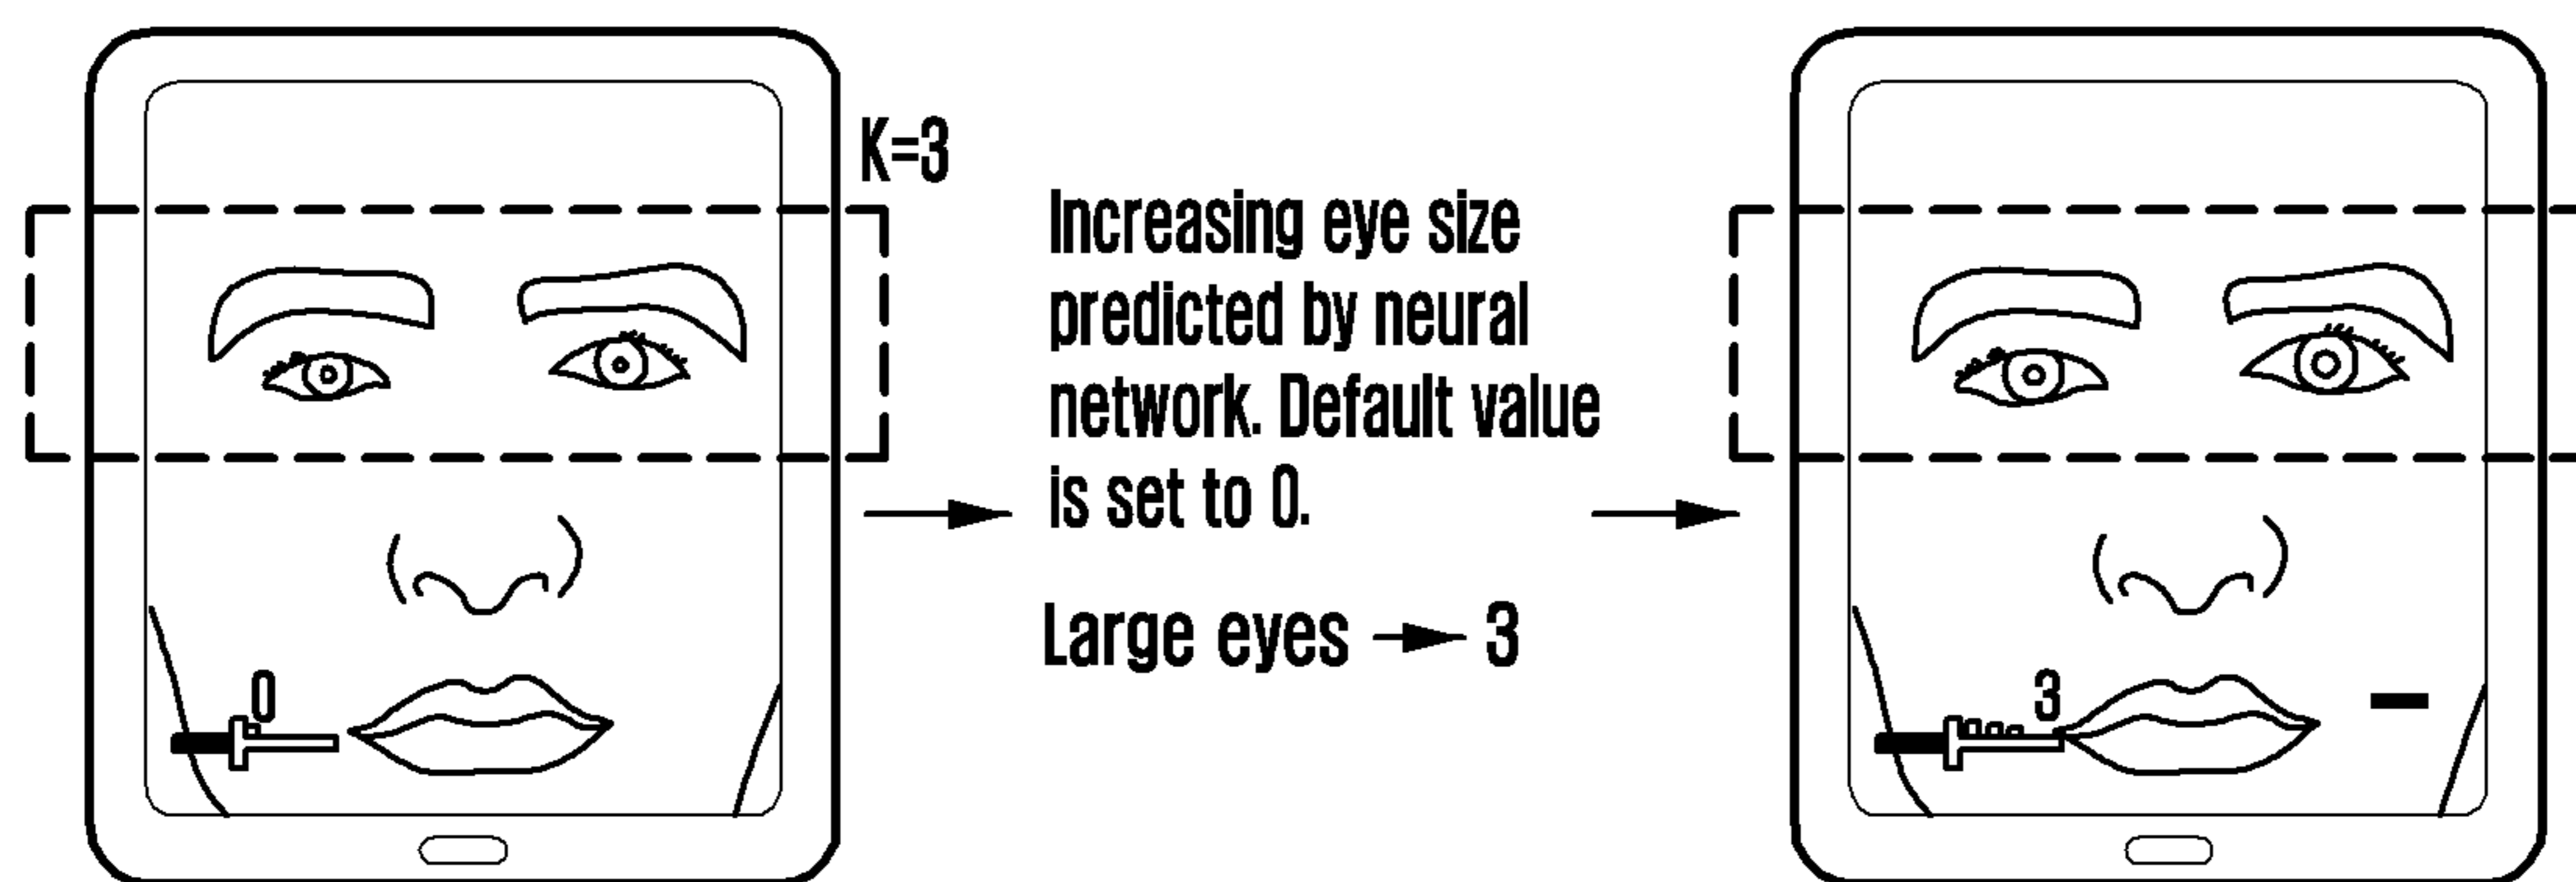 K=3
Increasing eye size
predicted by neural
network. Default value
is set to 0.
Large eyes → 3
0
3